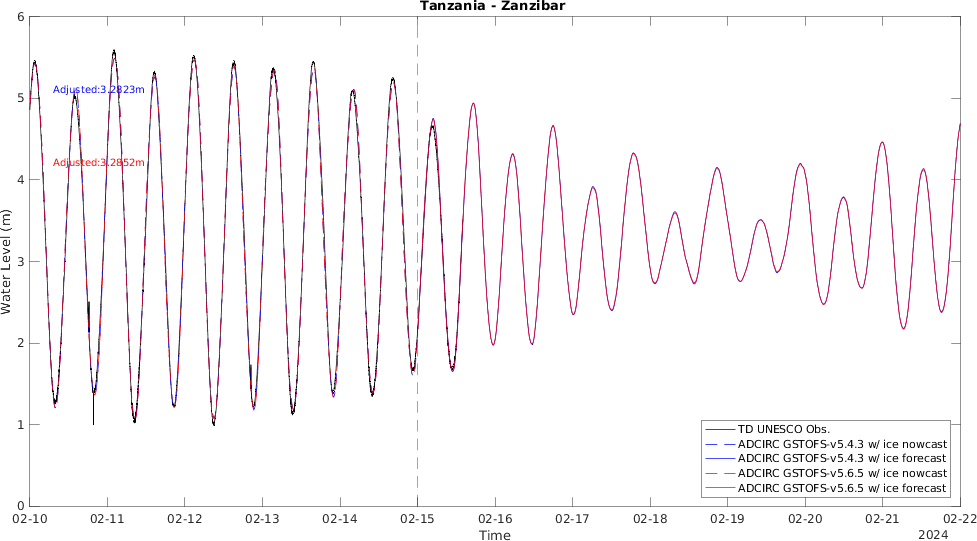 Tanzania - Zanzibar
6
5
4
3
2
1
0
Water Level (m)
Adjusted:3.2823m
Adjusted:3.2852m
TD UNESCO Obs.
ADCIRC GSTOFS-v5.4.3 w/ ice nowcast
ADCIRC GSTOFS-v5.4.3 w/ ice forecast
ADCIRC GSTOFS-v5.6.5 w/ ice nowcast
ADCIRC GSTOFS-v5.6.5 w/ ice forecast
02-10 02-11 02-12 02-13 02-14 02-15 02-16 02-17 02-18 02-19 02-20 02-21 02-22
Time
2024